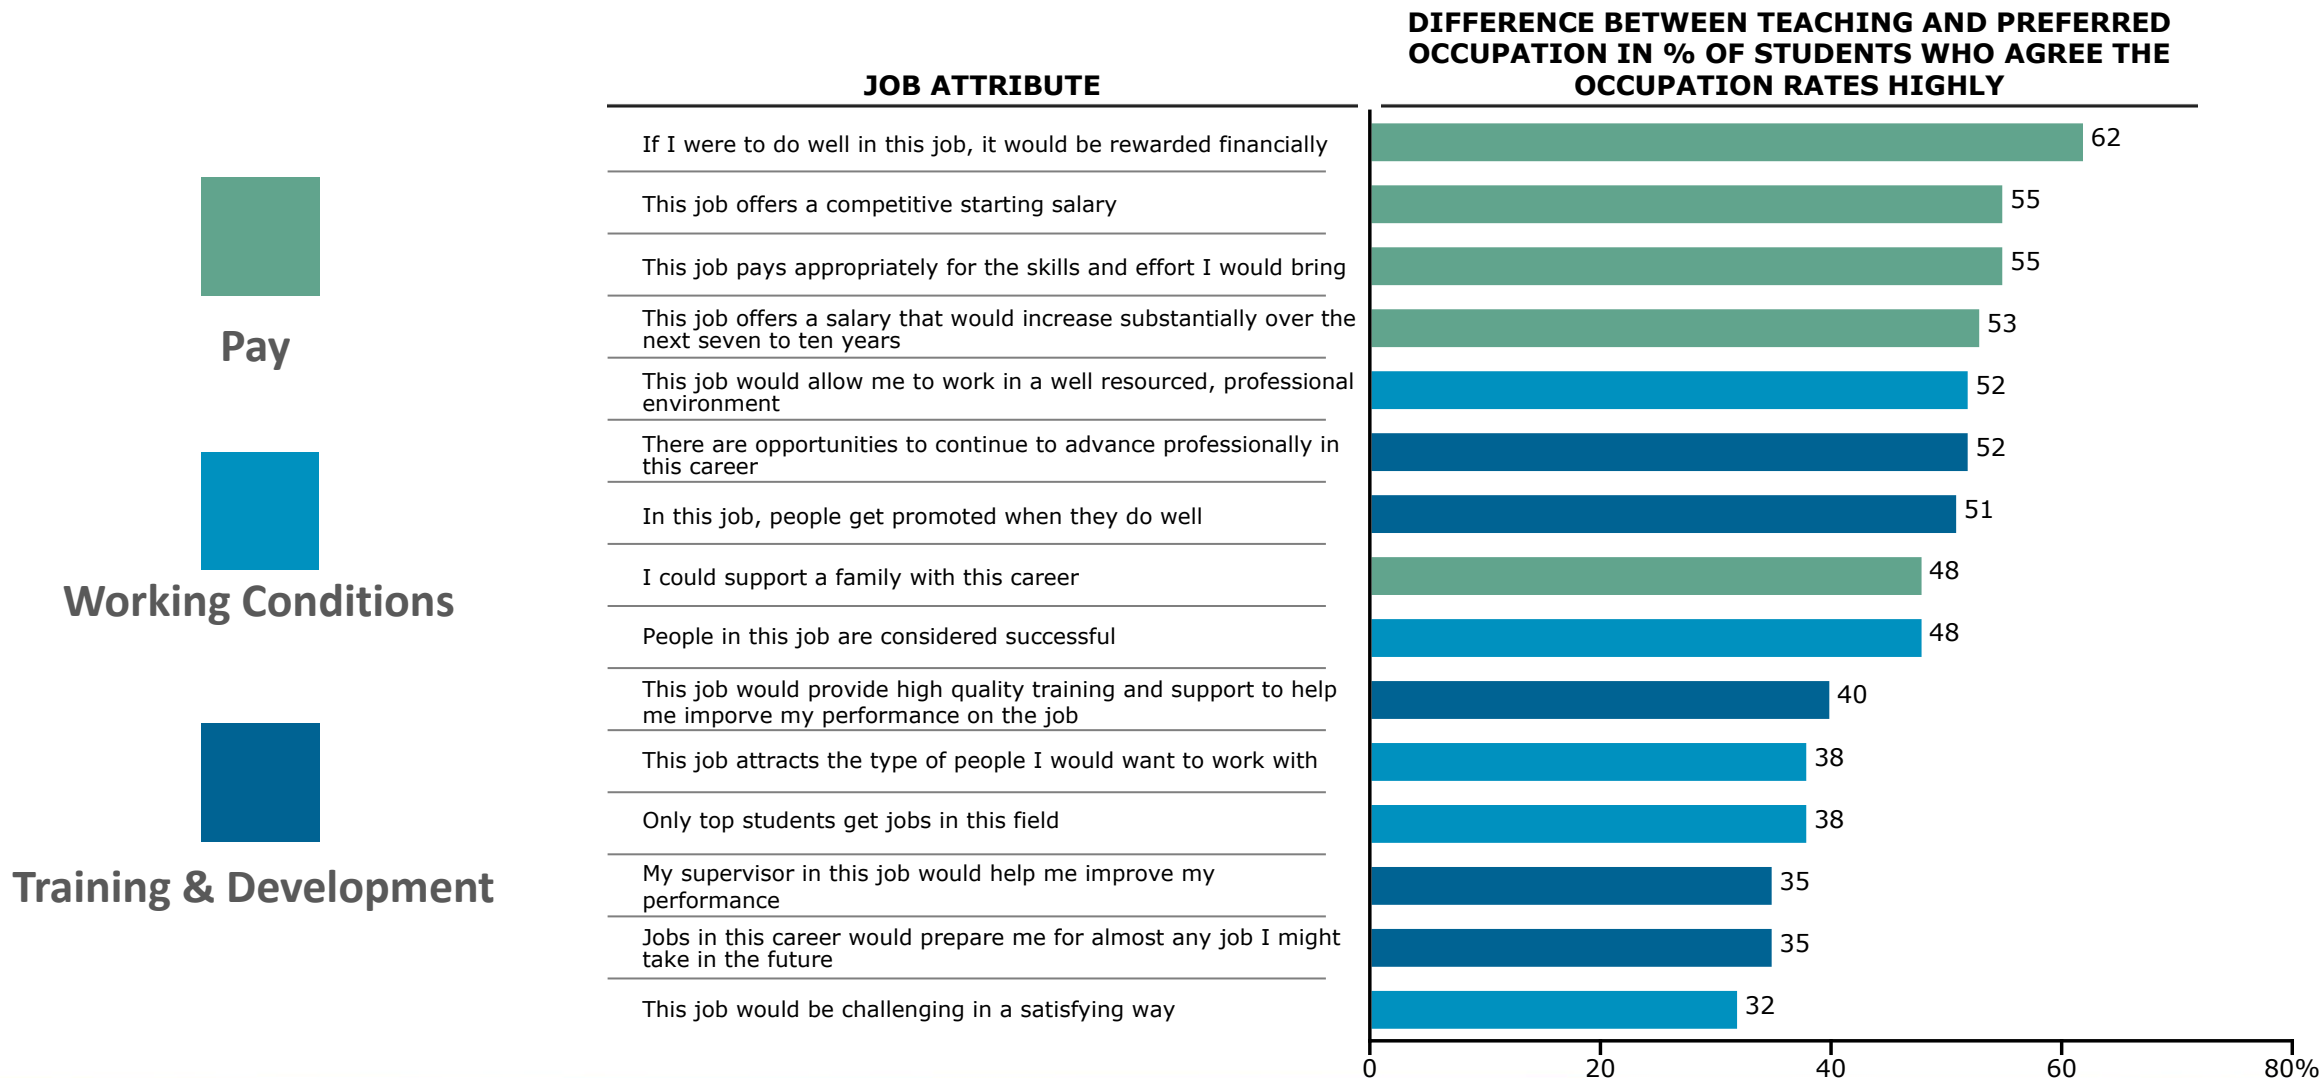 DIFFERENCE BETWEEN TEACHING AND PREFERRED
OCCUPATION IN % OF STUDENTS WHO AGREE THE
OCCUPATION RATES HIGHLY
JOB ATTRIBUTE
If I were to do well in this job, it would be rewarded financially
62
This job offers a competitive starting salary
55
This job pays appropriately for the skills and effort I would bring
55
This job offers a salary that would increase substantially over the
next seven to ten years
53
Pay
This job would allow me to work in a well resourced, professional
environment
52
There are opportunities to continue to advance professionally in
this career
52
In this job, people get promoted when they do well
51
I could support a family with this career
48
Working Conditions
People in this job are considered successful
48
This job would provide high quality training and support to help
me imporve my performance on the job
40
This job attracts the type of people I would want to work with
38
Only top students get jobs in this field
38
My supervisor in this job would help me improve my
performance
35
Training & Development
Jobs in this career would prepare me for almost any job I might
take in the future
35
This job would be challenging in a satisfying way
32
0
20
40
60
80%